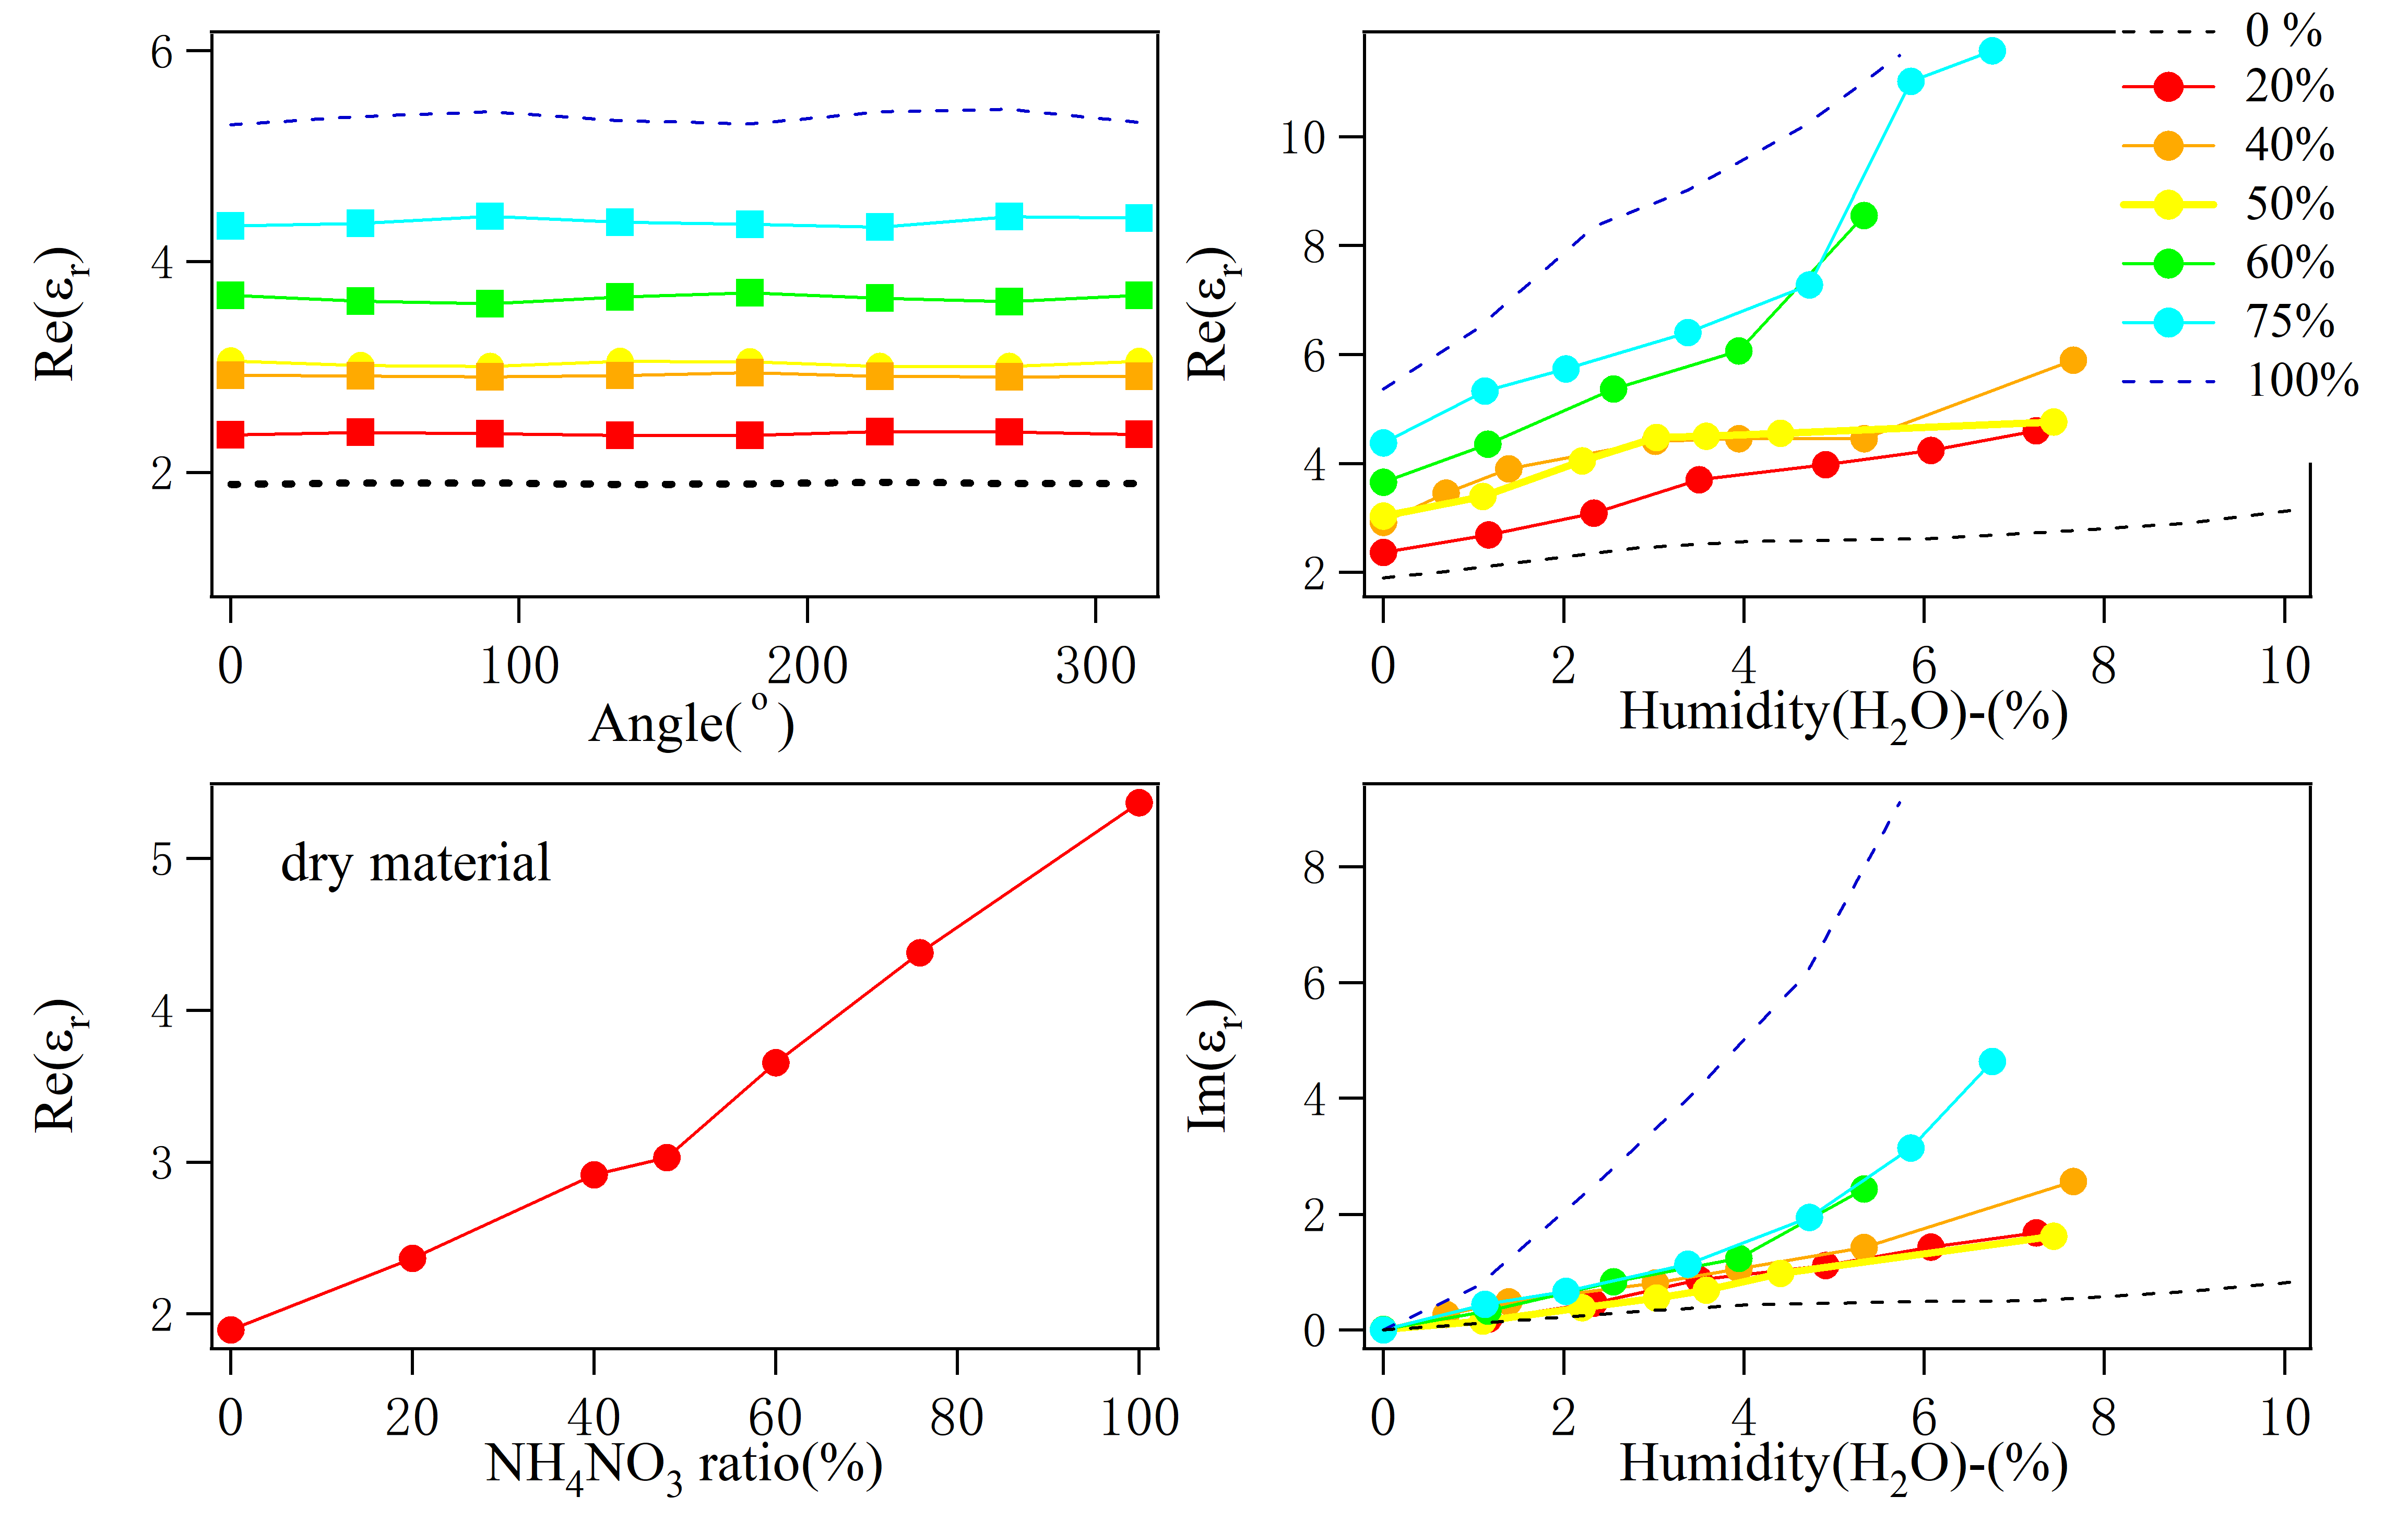 6
4
2
Re(εr)
0 100 200 300
Angle(°)
10
8
6
4
2
Re(εr)
0 2 4 6 8 10
Humidity(H2O)-(%)
0 %
20%
40%
50%
60%
75%
100%
dry material
5
4
3
2
Re(εr)
0 20 40 60 80 100
NH4NO3 ratio(%)
8
6
4
2
0
Im(εr)
0 2 4 6 8 10
Humidity(H2O)-(%)